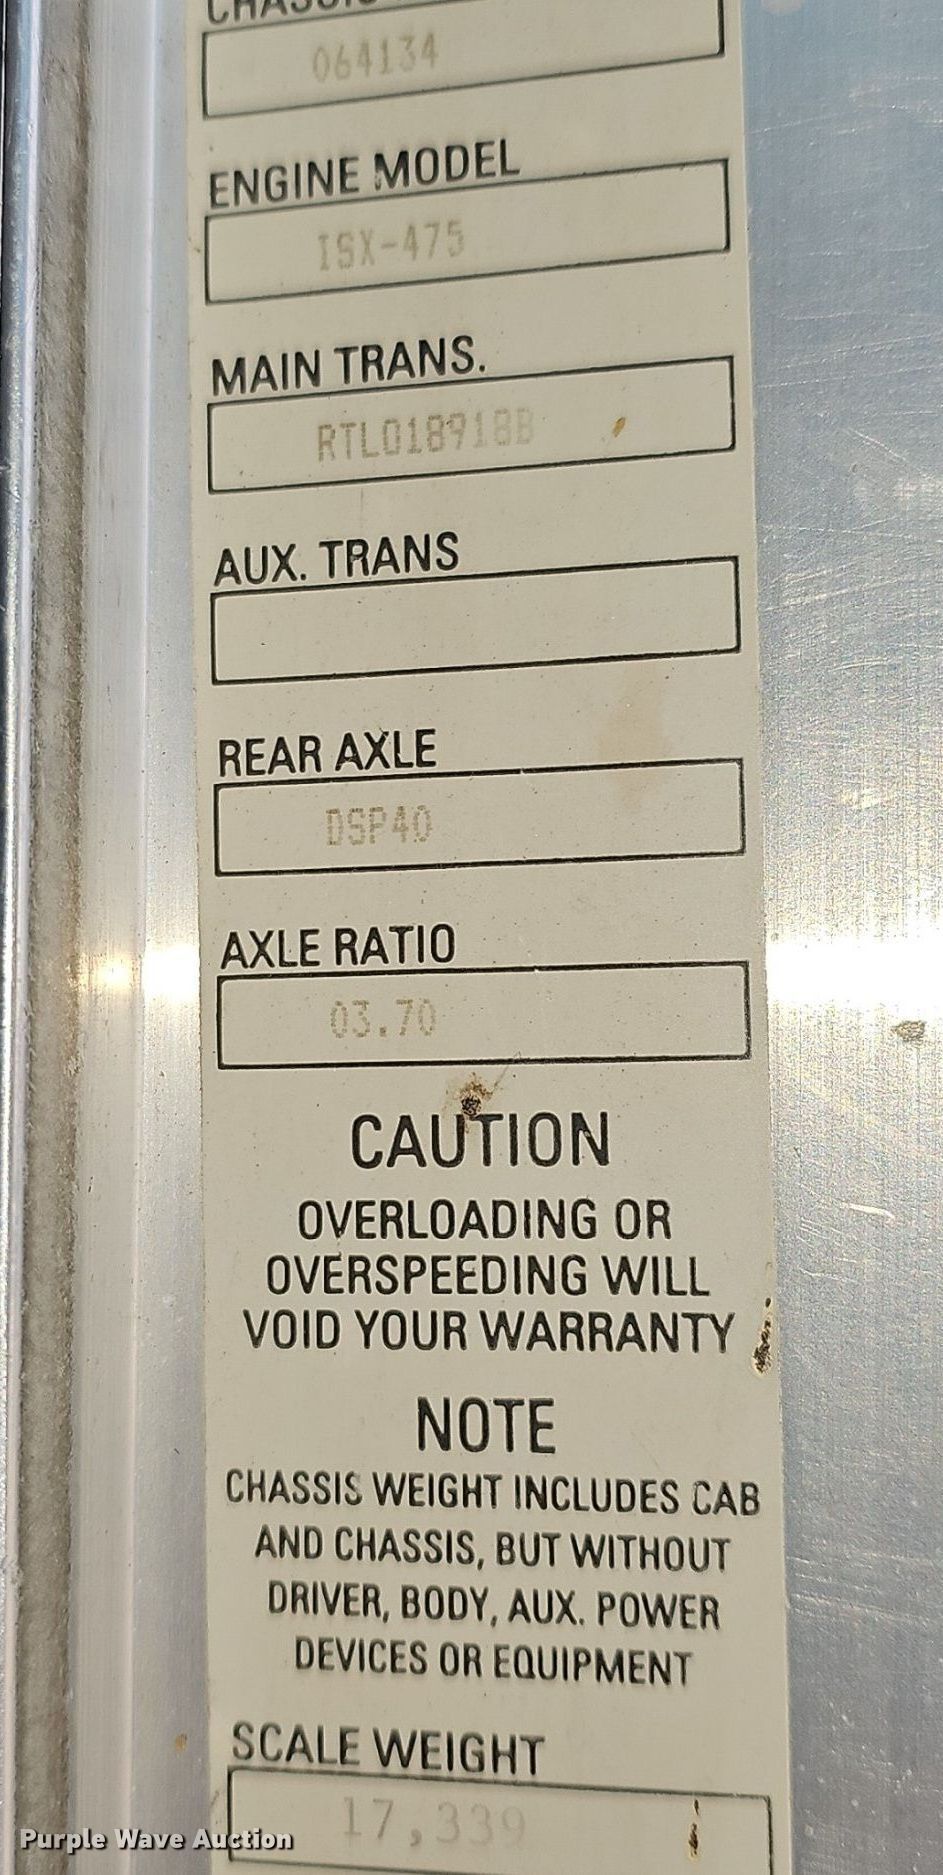 CHASSIS
064134
ENGINE MODEL
ISX-475
MAIN TRANS.
RTLO18918B
AUX. TRANS
REAR AXLE
DSP40
AXLE RATIO
03.70
CAUTION
OVERLOADING OR
OVERSPEEDING WILL
VOID YOUR WARRANTY
NOTE
CHASSIS WEIGHT INCLUDES CAB
AND CHASSIS, BUT WITHOUT
DRIVER, BODY, AUX. POWER
DEVICES OR EQUIPMENT
SCALE WEIGHT
17,339
Purple Wave Auction